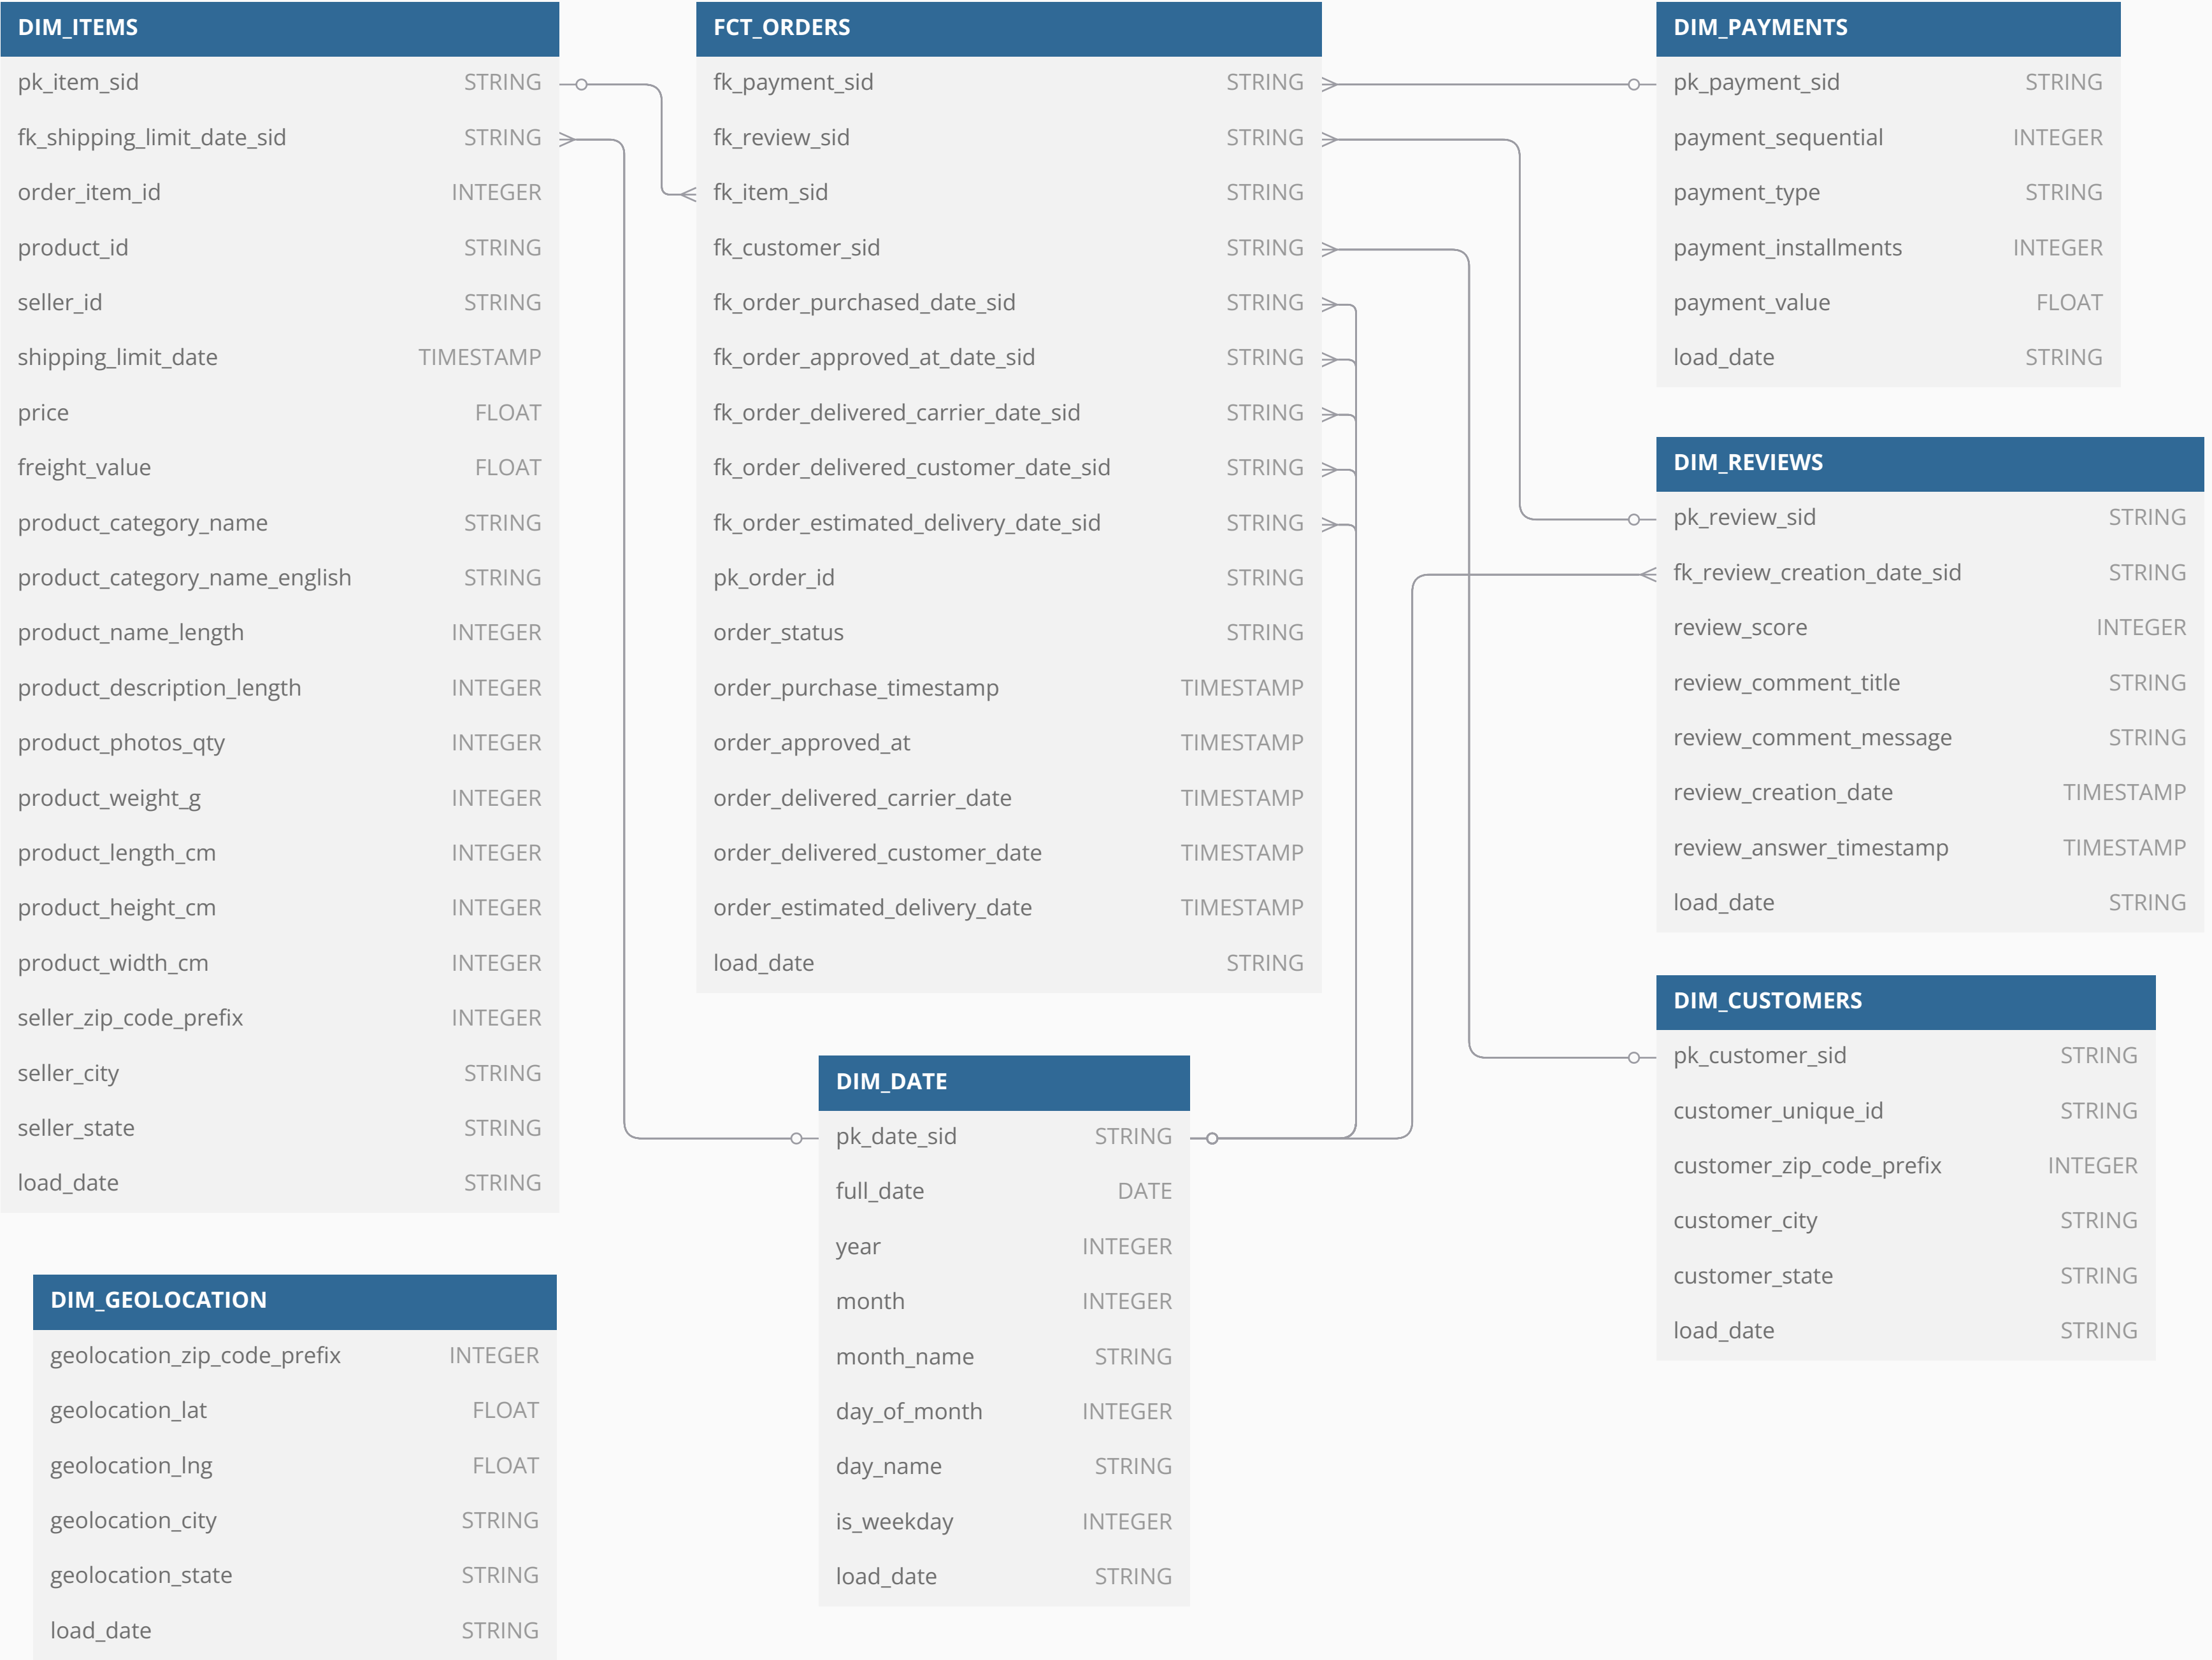 DIM_ITEMS
pk_item_sid STRING
fk_shipping_limit_date_sid STRING
order_item_id INTEGER
product_id STRING
seller_id STRING
shipping_limit_date TIMESTAMP
price FLOAT
freight_value FLOAT
product_category_name STRING
product_category_name_english STRING
product_name_length INTEGER
product_description_length INTEGER
product_photos_qty INTEGER
product_weight_g INTEGER
product_length_cm INTEGER
product_height_cm INTEGER
product_width_cm INTEGER
seller_zip_code_prefix INTEGER
seller_city STRING
seller_state STRING
load_date STRING
FCT_ORDERS
fk_payment_sid STRING
fk_review_sid STRING
fk_item_sid STRING
fk_customer_sid STRING
fk_order_purchased_date_sid STRING
fk_order_approved_at_date_sid STRING
fk_order_delivered_carrier_date_sid STRING
fk_order_delivered_customer_date_sid STRING
fk_order_estimated_delivery_date_sid STRING
pk_order_id STRING
order_status STRING
order_purchase_timestamp TIMESTAMP
order_approved_at TIMESTAMP
order_delivered_carrier_date TIMESTAMP
order_delivered_customer_date TIMESTAMP
order_estimated_delivery_date TIMESTAMP
load_date STRING
DIM_PAYMENTS
pk_payment_sid STRING
payment_sequential INTEGER
payment_type STRING
payment_installments INTEGER
payment_value FLOAT
load_date STRING
DIM_REVIEWS
pk_review_sid STRING
fk_review_creation_date_sid STRING
review_score INTEGER
review_comment_title STRING
review_comment_message STRING
review_creation_date TIMESTAMP
review_answer_timestamp TIMESTAMP
load_date STRING
DIM_CUSTOMERS
pk_customer_sid STRING
customer_unique_id STRING
customer_zip_code_prefix INTEGER
customer_city STRING
customer_state STRING
load_date STRING
DIM_DATE
pk_date_sid STRING
full_date DATE
year INTEGER
month INTEGER
month_name STRING
day_of_month INTEGER
day_name STRING
is_weekday INTEGER
load_date STRING
DIM_GEOLOCATION
geolocation_zip_code_prefix INTEGER
geolocation_lat FLOAT
geolocation_lng FLOAT
geolocation_city STRING
geolocation_state STRING
load_date STRING